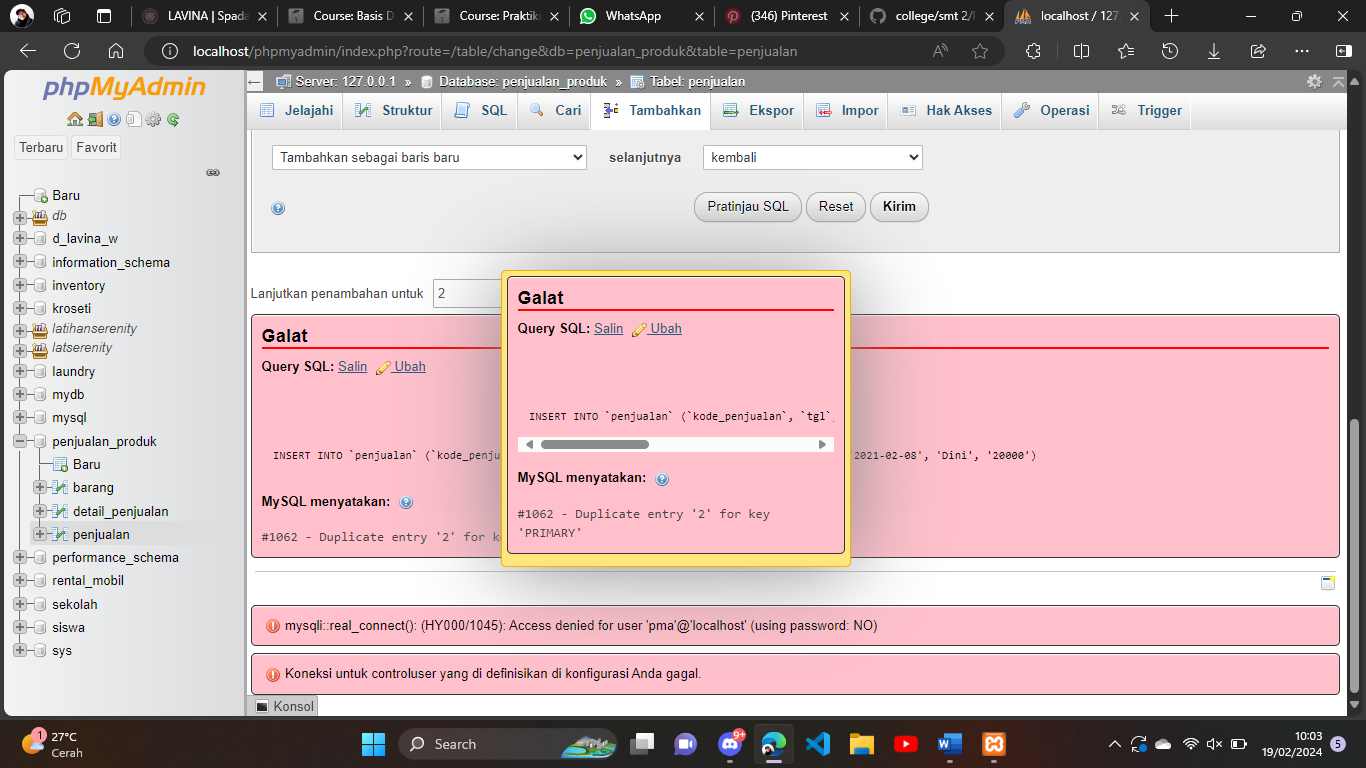 LAVINA | Spada
Course: Basis D
Course: Praktik
WhatsApp
(346) Pinterest
college/smt 2/
localhost / 127.
localhost/phpmyadmin/index.php?route=/table/change&db=penjualan_produk&table=penjualan
phpMyAdmin
Terbaru
Favorit
Baru
db
d_lavina_w
information_schema
inventory
kroseti
latihanserenity
latserenity
laundry
mydb
mysql
penjualan_produk
Baru
barang
detail_penjualan
penjualan
performance_schema
rental_mobil
sekolah
siswa
sys
Server: 127.0.0.1 » Database: penjualan_produk » Tabel: penjualan
Jelajahi Struktur SQL Cari Tambahkan Ekspor Impor Hak Akses Operasi Trigger
Tambahkan sebagai baris baru selanjutnya kembali
Pratinjau SQL Reset Kirim
Lanjutkan penambahan untuk 2
Galat
Query SQL: Salin Ubah
INSERT INTO `penjualan` (`kode_penju
'2021-02-08', 'Dini', '20000')
MySQL menyatakan:
#1062 - Duplicate entry '2' for k
Galat
Query SQL: Salin Ubah
INSERT INTO `penjualan` (`kode_penjualan`, `tgl`,
MySQL menyatakan:
#1062 - Duplicate entry '2' for key
'PRIMARY'
mysqli::real_connect(): (HY000/1045): Access denied for user 'pma'@'localhost' (using password: NO)
Koneksi untuk controluser yang di definisikan di konfigurasi Anda gagal.
Konsol
1
27°C
Cerah
Search
9+
10:03
19/02/2024
5